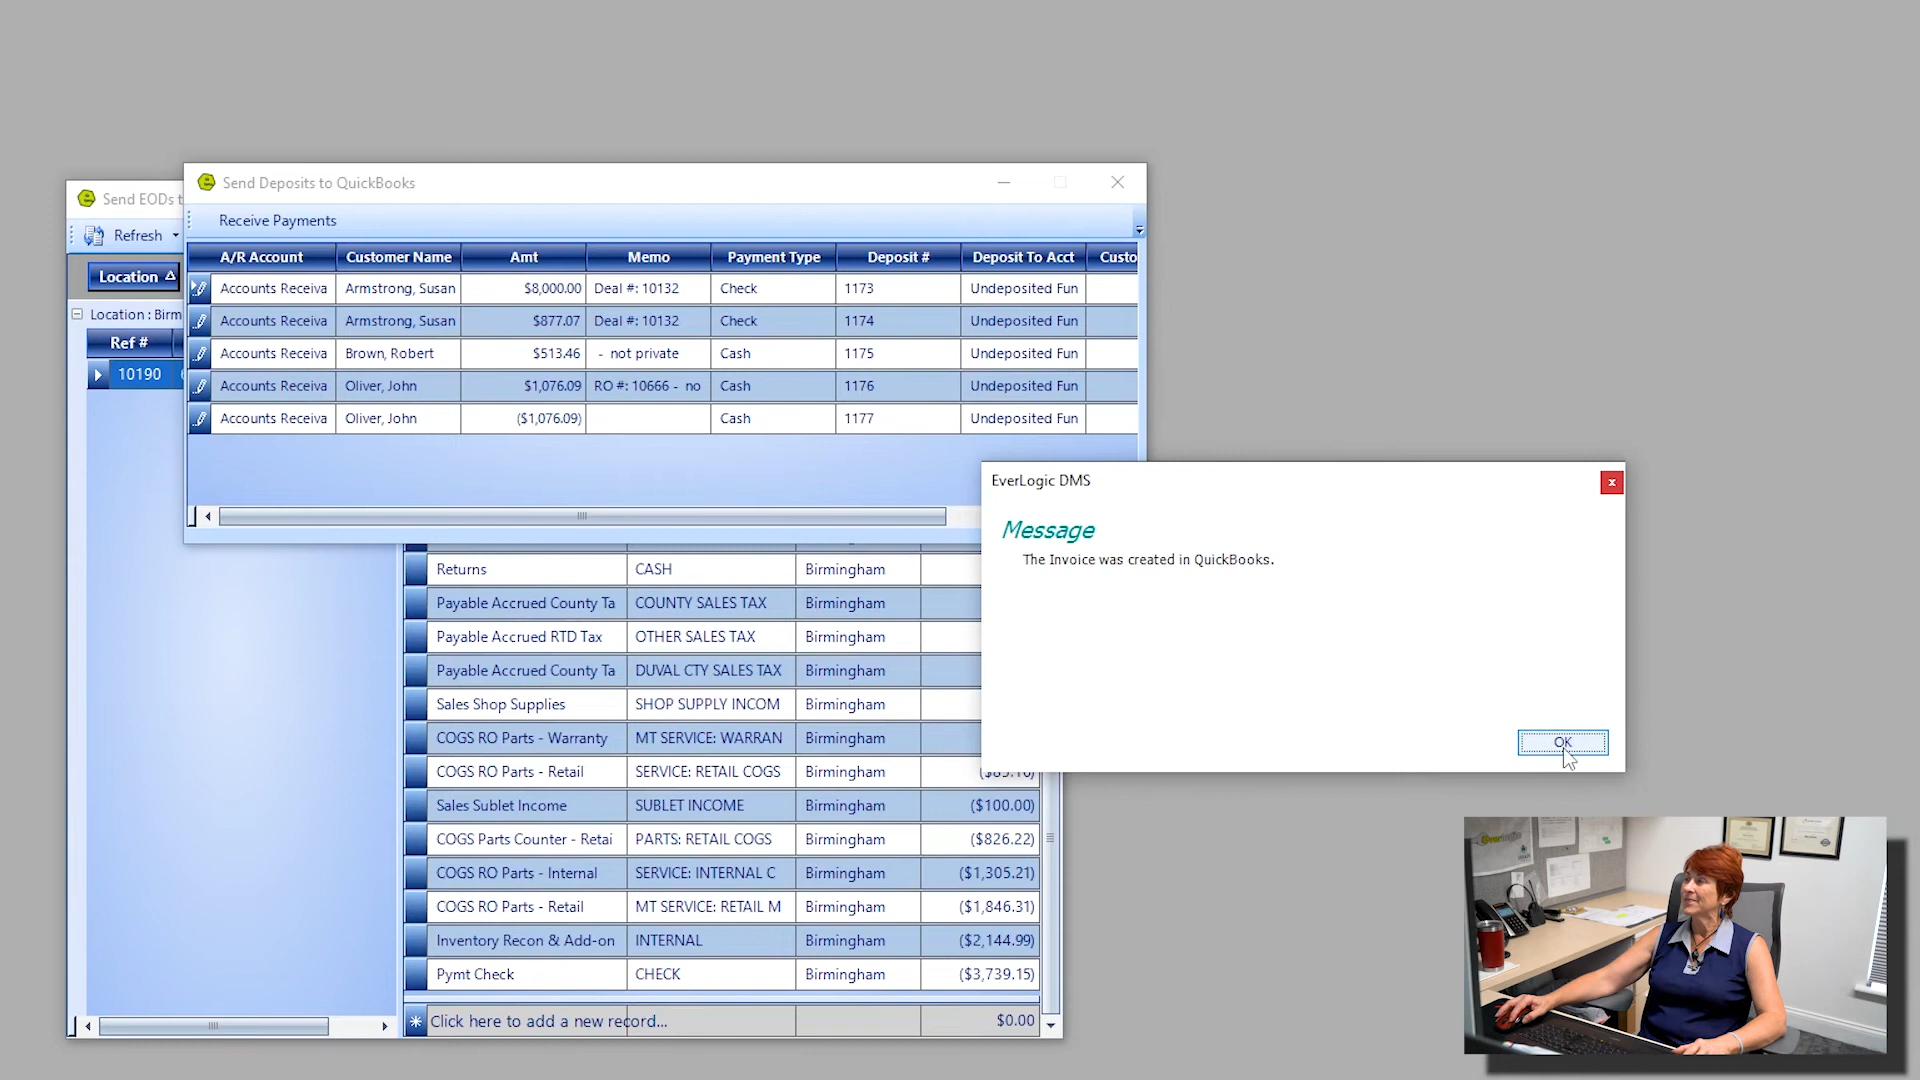 Send EODs t
Refresh
Location
Location : Birm
Ref #
10190
Send Deposits to QuickBooks
Receive Payments
A/R Account Customer Name Amt Memo Payment Type Deposit # Deposit To Acct Custo
Accounts Receiva Armstrong, Susan $8,000.00 Deal #: 10132 Check 1173 Undeposited Fun
Accounts Receiva Armstrong, Susan $877.07 Deal #: 10132 Check 1174 Undeposited Fun
Accounts Receiva Brown, Robert $513.46 - not private Cash 1175 Undeposited Fun
Accounts Receiva Oliver, John $1,076.09 RO #: 10666 - no Cash 1176 Undeposited Fun
Accounts Receiva Oliver, John ($1,076.09) Cash 1177 Undeposited Fun
EverLogic DMS
Message
The Invoice was created in QuickBooks.
OK
Returns CASH Birmingham
Payable Accrued County Ta COUNTY SALES TAX Birmingham
Payable Accrued RTD Tax OTHER SALES TAX Birmingham
Payable Accrued County Ta DUVAL CTY SALES TAX Birmingham
Sales Shop Supplies SHOP SUPPLY INCOM Birmingham
COGS RO Parts - Warranty MT SERVICE: WARRAN Birmingham
COGS RO Parts - Retail SERVICE: RETAIL COGS Birmingham
Sales Sublet Income SUBLET INCOME Birmingham ($100.00)
COGS Parts Counter - Retai PARTS: RETAIL COGS Birmingham ($826.22)
COGS RO Parts - Internal SERVICE: INTERNAL C Birmingham ($1,305.21)
COGS RO Parts - Retail MT SERVICE: RETAIL M Birmingham ($1,846.31)
Inventory Recon & Add-on INTERNAL Birmingham ($2,144.99)
Pymt Check CHECK Birmingham ($3,739.15)
Click here to add a new record... $0.00